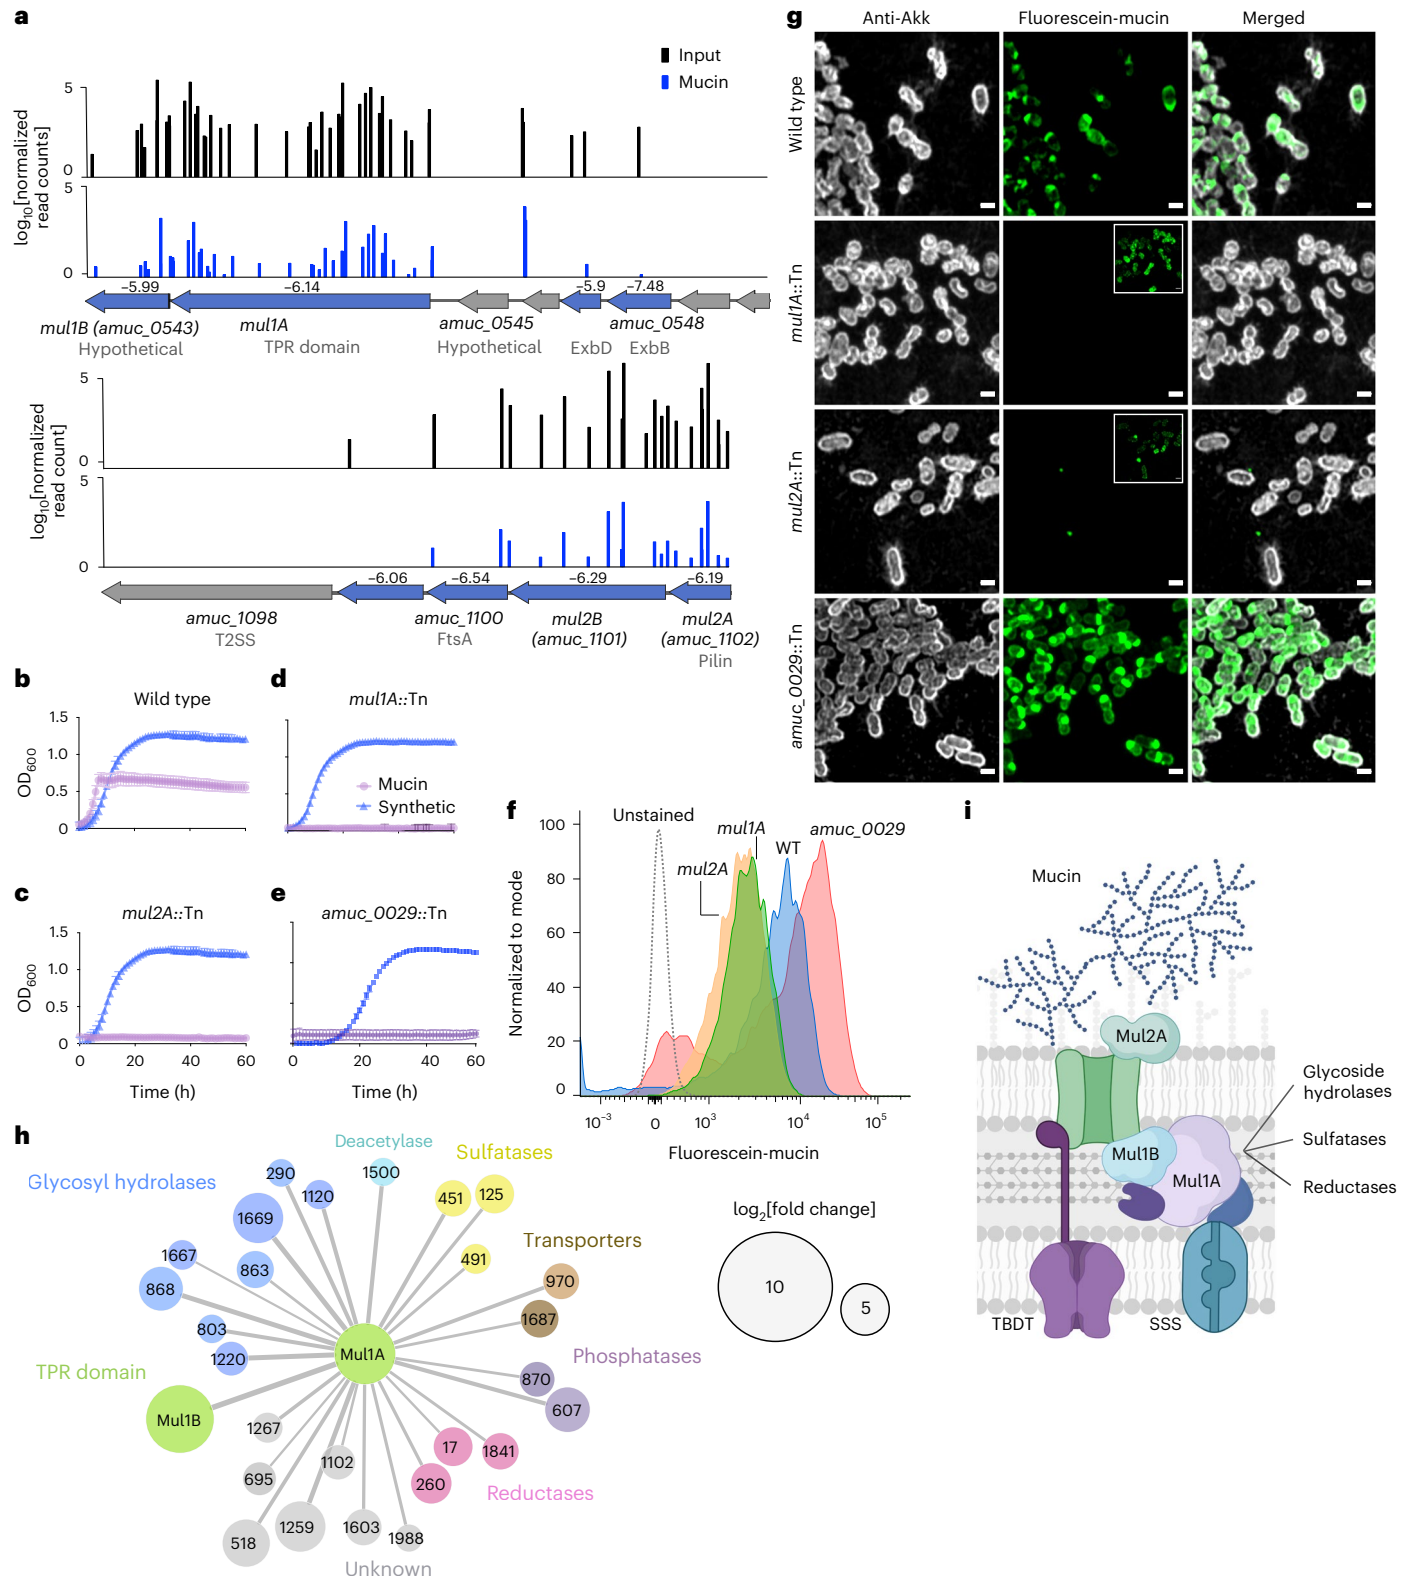 a
Input
Mucin
5
0
5
0
log10[normalized
read counts]
−5.99
−6.14
−5.9
−7.48
mul1B (amuc_0543)
mul1A
amuc_0545
amuc_0548
Hypothetical
TPR domain
Hypothetical
ExbD
ExbB
5
0
5
0
log10[normalized
read count]
−6.06
−6.54
−6.29
−6.19
amuc_1098
amuc_1100
mul2B
mul2A
T2SS
FtsA
(amuc_1101)
(amuc_1102)
Pilin
b
Wild type
1.5
1.0
0.5
0
OD600
d
mul1A::Tn
Mucin
Synthetic
c
mul2A::Tn
1.5
1.0
0.5
0
OD600
0
20
40
60
Time (h)
e
amuc_0029::Tn
0
20
40
60
Time (h)
f
Unstained
mul1A
amuc_0029
WT
mul2A
100
80
60
40
20
0
Normalized to mode
10−3
0
103
104
105
Fluorescein-mucin
g
Anti-Akk
Fluorescein-mucin
Merged
Wild type
mul1A::Tn
mul2A::Tn
amuc_0029::Tn
h
Deacetylase
Sulfatases
Glycosyl hydrolases
Transporters
Phosphatases
Reductases
Unknown
TPR domain
290
1120
1500
451
125
1669
491
1667
863
868
970
1687
803
1220
Mul1A
870
607
Mul1B
1267
17
1841
1102
695
260
1259
1603
1988
518
log2[fold change]
10
5
i
Mucin
Mul2A
Glycoside
hydrolases
Mul1B
Mul1A
Sulfatases
Reductases
TBDT
SSS